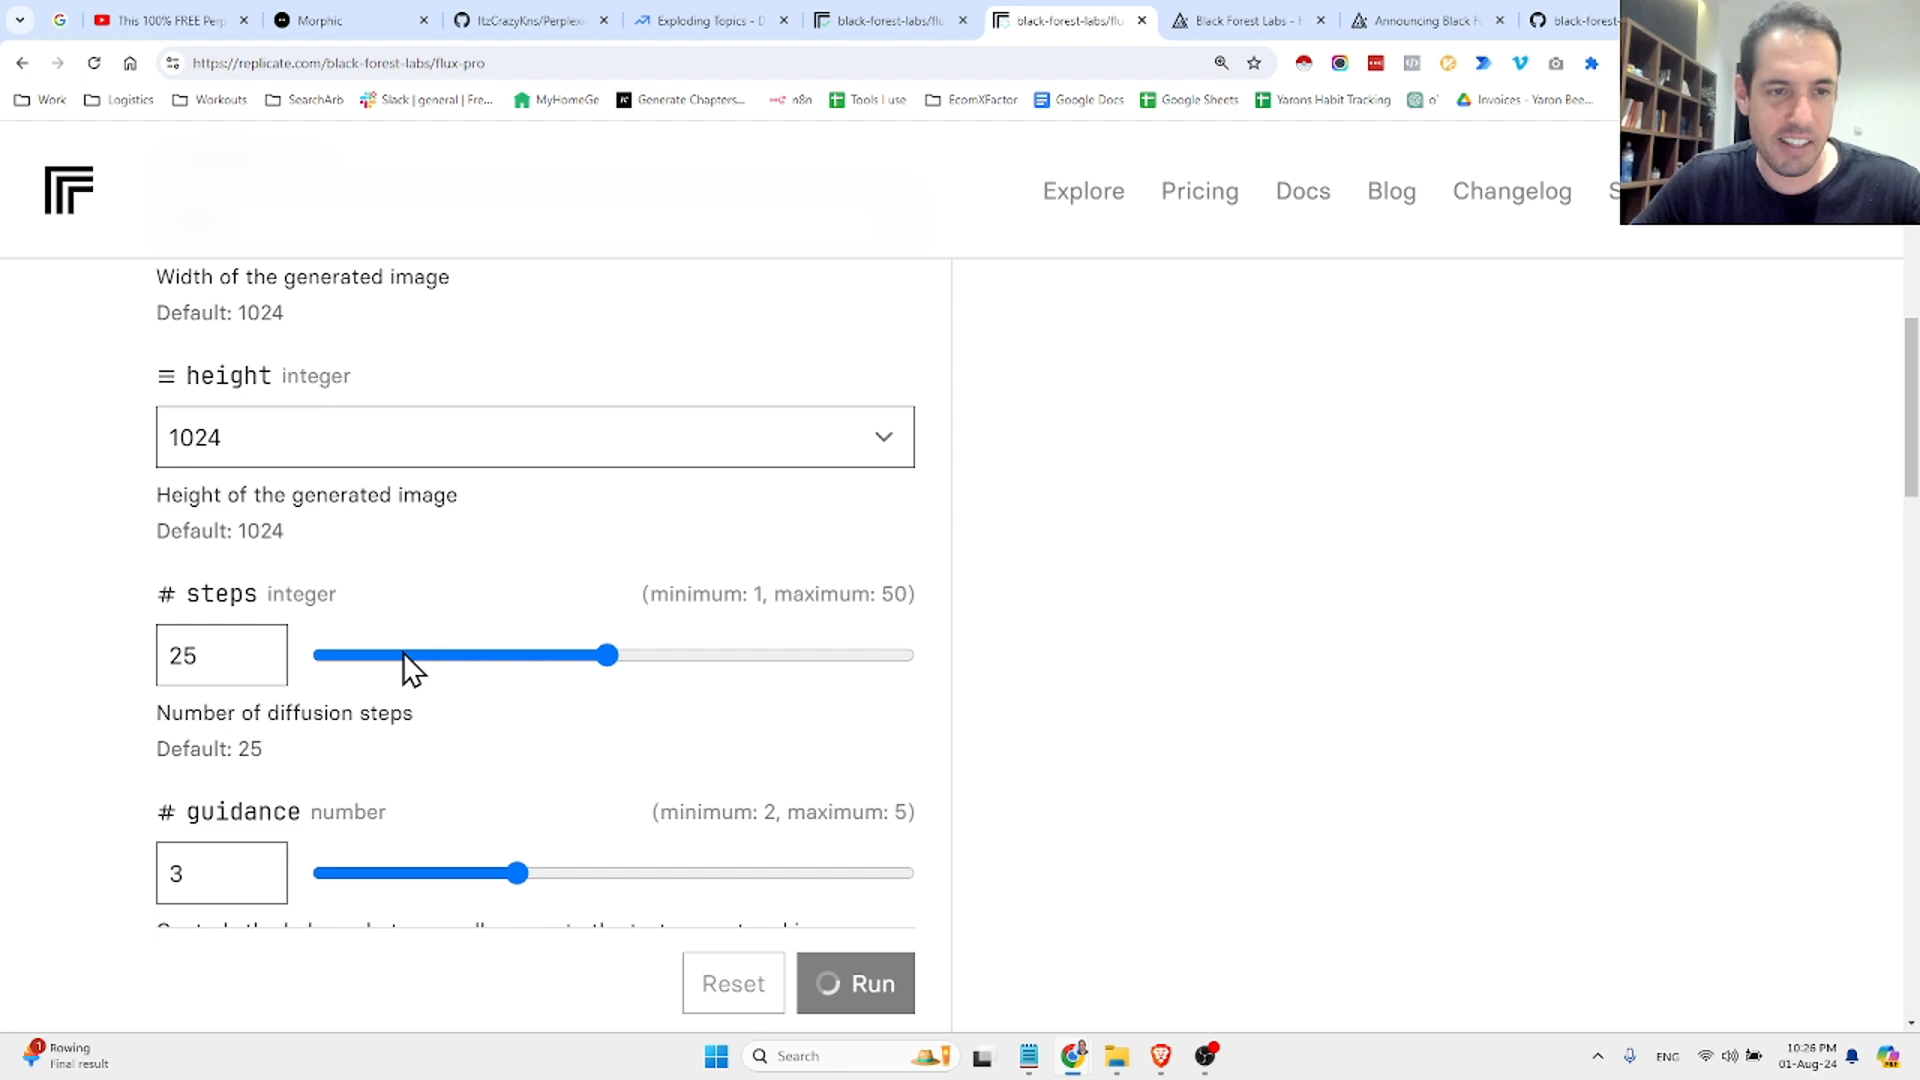 This 100% FREE Perp
Morphic
ItzCrazyKns/Perplex
Exploding Topics - D
black-forest-labs/flu
black-forest-labs/flu
Black Forest Labs - F
Announcing Black F
black-forest-
https://replicate.com/black-forest-labs/flux-pro
Work
Logistics
Workouts
SearchArb
Slack | general | Fre...
MyHomeGe
Generate Chapters...
n8n
Tools I use
EcomXFactor
Google Docs
Google Sheets
Yarons Habit Tracking
o'
Invoices - Yaron Bee...
Explore
Pricing
Docs
Blog
Changelog
S
Width of the generated image
Default: 1024
height integer
1024
Height of the generated image
Default: 1024
# steps integer (minimum: 1, maximum: 50)
25
Number of diffusion steps
Default: 25
# guidance number (minimum: 2, maximum: 5)
3
Reset
Run
1
Rowing
Final result
Search
ENG
10:26 PM
01-Aug-24